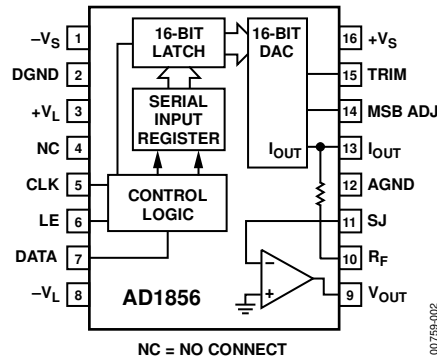 –VS 1
DGND 2
+VL 3
NC 4
CLK 5
LE 6
DATA 7
–VL 8
16-BIT
LATCH
16-BIT
DAC
SERIAL
INPUT
REGISTER
IOUT
CONTROL
LOGIC
–
+
AD1856
16 +VS
15 TRIM
14 MSB ADJ
13 IOUT
12 AGND
11 SJ
10 RF
9 VOUT
NC = NO CONNECT
00759-002